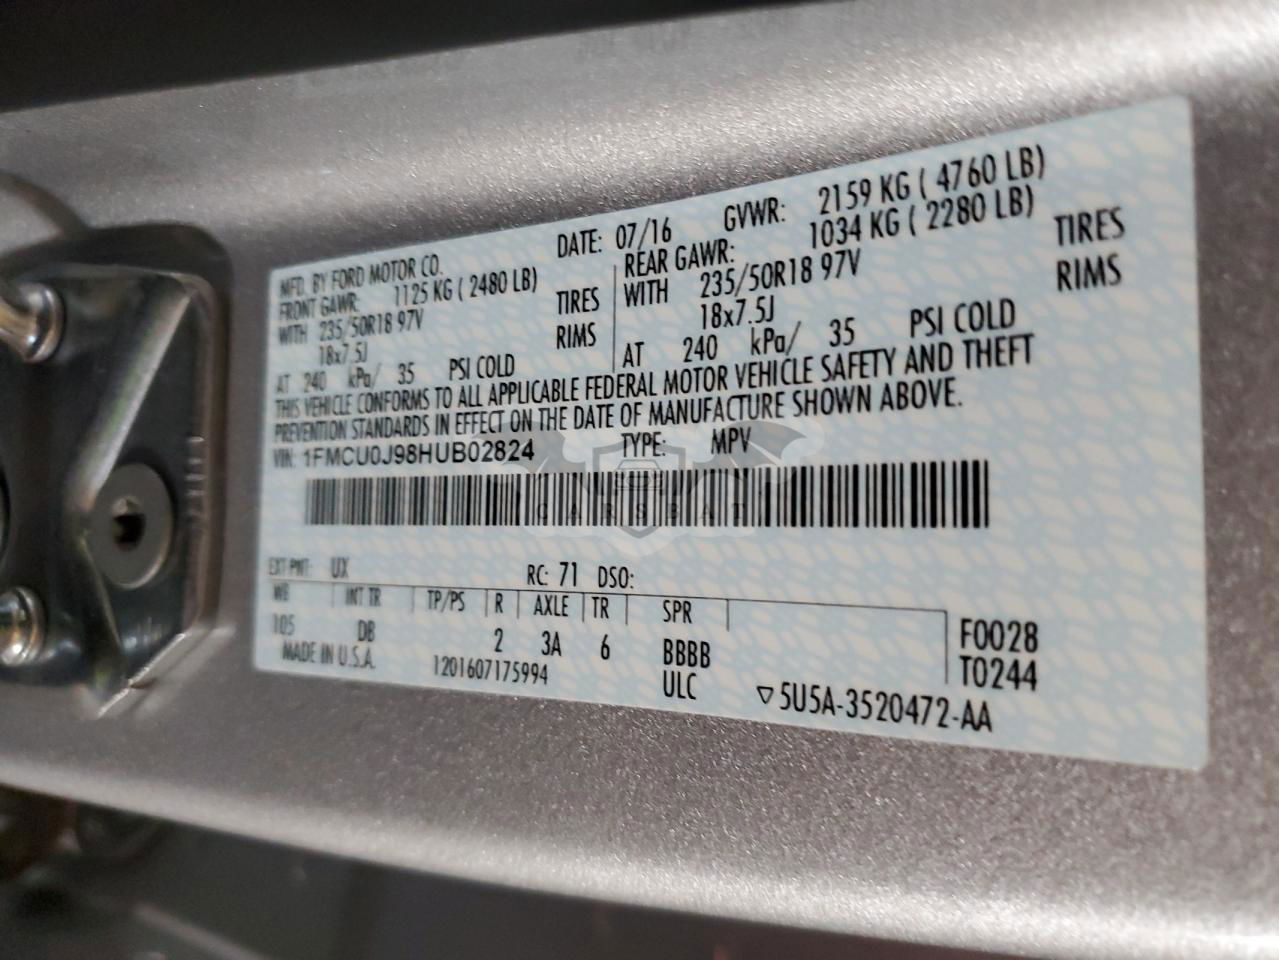 MFD. BY FORD MOTOR CO. DATE: 07/16 GVWR: 2159 KG ( 4760 LB)
FRONT GAWR: 1125 KG ( 2480 LB) REAR GAWR: 1034 KG ( 2280 LB)
WITH 235/50R18 97V TIRES WITH 235/50R18 97V TIRES
18x7.5J RIMS 18x7.5J RIMS
AT 240 kPa/ 35 PSI COLD AT 240 kPa/ 35 PSI COLD
THIS VEHICLE CONFORMS TO ALL APPLICABLE FEDERAL MOTOR VEHICLE SAFETY AND THEFT
PREVENTION STANDARDS IN EFFECT ON THE DATE OF MANUFACTURE SHOWN ABOVE.
VIN: 1FMCU0J98HUB02824 TYPE: MPV
CARSBAT
EXT PNT: UX RC: 71 DSO:
WB INT TR TP/PS R AXLE TR SPR
105 DB 2 3A 6 BBBB F0028
ULC T0244
MADE IN U.S.A. 1201607175994 ▽5U5A-3520472-AA